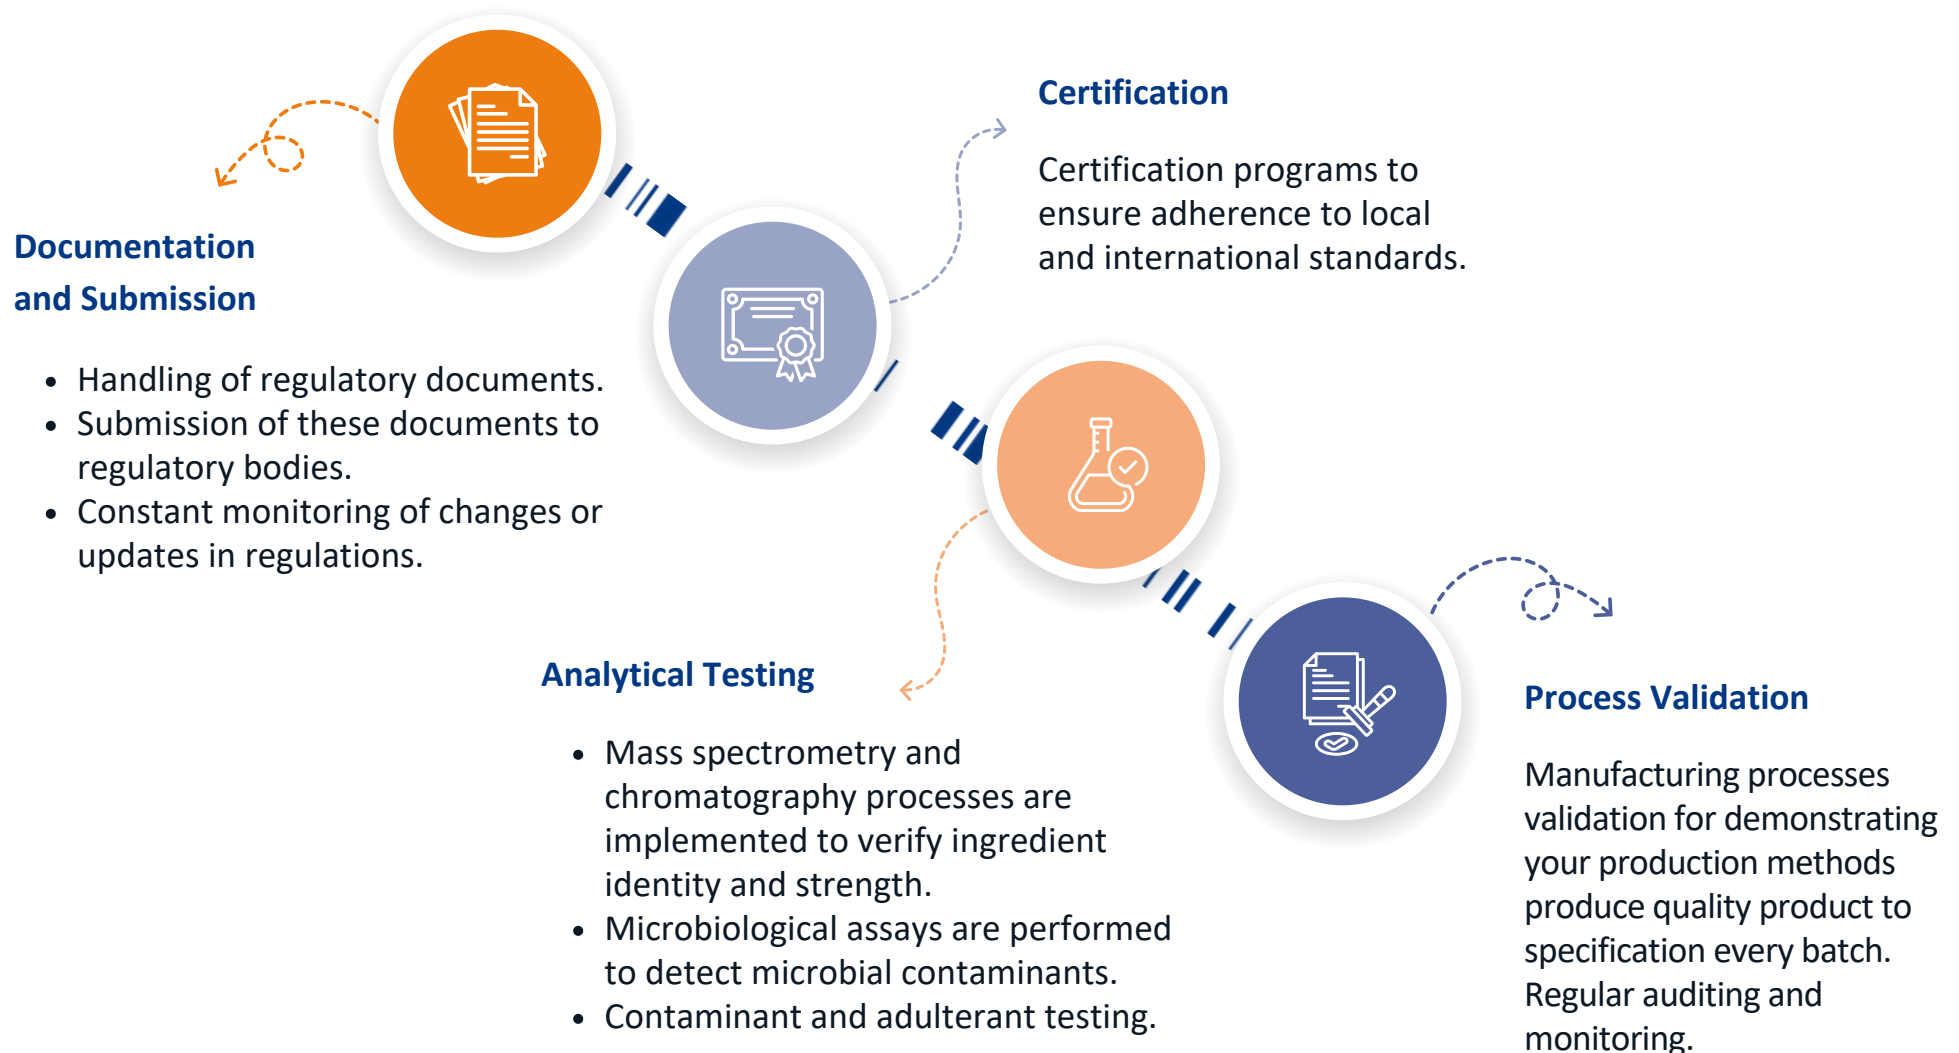 Documentation
and Submission
• Handling of regulatory documents.
• Submission of these documents to
regulatory bodies.
• Constant monitoring of changes or
updates in regulations.
Certification
Certification programs to
ensure adherence to local
and international standards.
Analytical Testing
• Mass spectrometry and
chromatography processes are
implemented to verify ingredient
identity and strength.
• Microbiological assays are performed
to detect microbial contaminants.
• Contaminant and adulterant testing.
Process Validation
Manufacturing processes
validation for demonstrating
your production methods
produce quality product to
specification every batch.
Regular auditing and
monitoring.